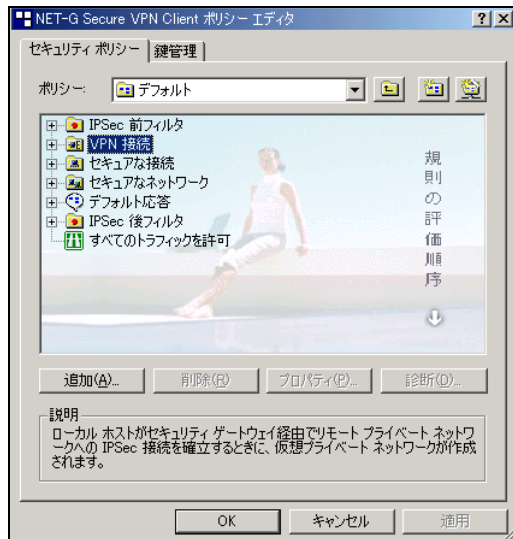 NET-G Secure VPN Client ポリシー エディタ
セキュリティ ポリシー
鍵管理
ポリシー:
デフォルト
IPSec 前フィルタ
VPN 接続
セキュアな接続
セキュアなネットワーク
デフォルト応答
IPSec 後フィルタ
すべてのトラフィックを許可
規則の評価順序
追加(A)...
削除(R)
プロパティ(P)...
診断(D)...
説明
ローカル ホストがセキュリティ ゲートウェイ経由でリモート プライベート ネットワ
ークへの IPSec 接続を確立するときに、仮想プライベート ネットワークが作成
されます。
OK
キャンセル
適用